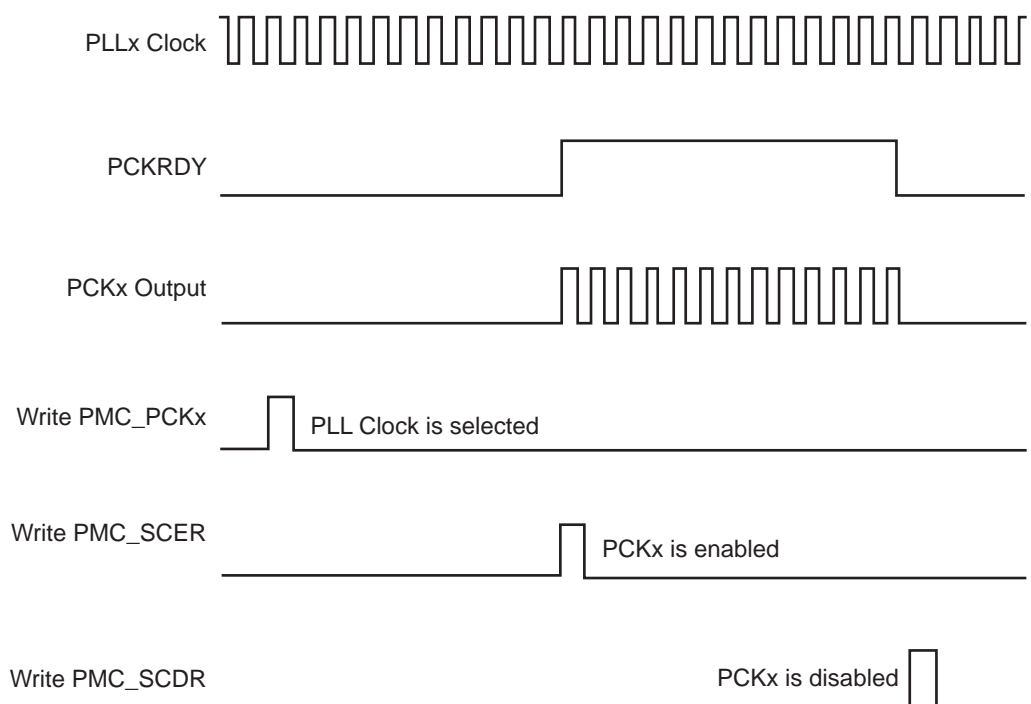 PLLx Clock
PCKRDY
PCKx Output
Write PMC_PCKx
PLL Clock is selected
Write PMC_SCER
PCKx is enabled
Write PMC_SCDR
PCKx is disabled